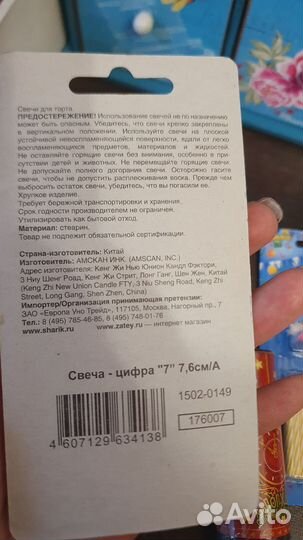 Свечи для торта.
ПРЕДОСТЕРЕЖЕНИЕ! Использование свечей не по назначению
может быть опасным. Убедитесь, что свечи крепко закреплены
в вертикальном положении. Используйте свечи на плоской
устойчивой невоспламеняющейся поверхности, вдали от легко
воспламеняющихся предметов, материалов и жидкостей.
Не оставляйте горящие свечи без внимания, особенно в при-
сутствии детей и животных. Не перемещайте горящие свечи.
Не допускайте полного догорания свечи. Осторожно гасите
свечи, чтобы не допустить расплескивания воска. Прежде чем
выбросить остаток свечи, убедитесь, что вы погасили ее.
Хрупкое изделие.
Требует бережной транспортировки и хранения.
Срок годности производителем не ограничен.
Утилизировать как бытовой отход.
Материал: стеарин.
Товар не подлежит обязательной сертификации.
Страна-изготовитель: Китай
Изготовитель: АМСКАН ИНК. (AMSCAN, INC.)
Адрес изготовителя: Кенг Жи Нью Юнион Кандл Фэктори,
3 Ниу Шенг Роад, Кенг Жи Стрит, Лонг Ганг, Шен Жен, Китай
(Keng Zhi New Union Candle FTY, 3 Niu Sheng Road, Keng Zhi
Street, Long Gang, Shen Zhen, China)
Импортер/Организация принимающая претензии:
ЗАО «Европа Уно Трейд», 117105, Москва, Нагорный пр., 7
Тел.: 8 (495) 785-46-85, 8 (495) 748-01-76
www.sharik.ru www.zatey.ru — интернет магазин
Свеча - цифра "7" 7,6см/А
1502-0149
176007
4 607129 634138
Avito